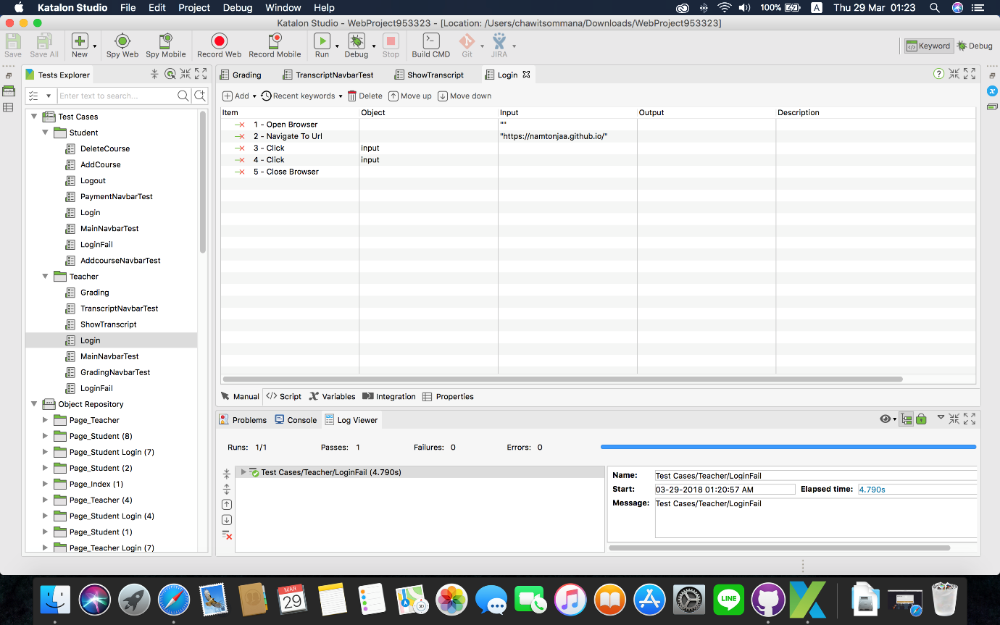 Katalon Studio File Edit Project Debug Window Help 100% A Thu 29 Mar 01:23
Katalon Studio - WebProject953323 - [Location: /Users/chawitsommana/Downloads/WebProject953323]
Save Save All New Spy Web Spy Mobile Record Web Record Mobile Run Debug Stop Build CMD Git JIRA Keyword Debug
Tests Explorer
Enter text to search...
Test Cases
Student
DeleteCourse
AddCourse
Logout
PaymentNavbarTest
Login
MainNavbarTest
LoginFail
AddcourseNavbarTest
Teacher
Grading
TranscriptNavbarTest
ShowTranscript
Login
MainNavbarTest
GradingNavbarTest
LoginFail
Object Repository
Page_Teacher
Page_Student (8)
Page_Student Login (7)
Page_Student (2)
Page_Index (1)
Page_Teacher (4)
Page_Student Login (4)
Page_Student (1)
Page_Teacher Login (7)
Grading TranscriptNavbarTest ShowTranscript Login
Add Recent keywords Delete Move up Move down
Item Object Input Output Description
1 - Open Browser ""
2 - Navigate To Url "https://namtonjaa.github.io/"
3 - Click input
4 - Click input
5 - Close Browser
Manual Script Variables Integration Properties
Problems Console Log Viewer
Runs: 1/1 Passes: 1 Failures: 0 Errors: 0
Test Cases/Teacher/LoginFail (4.790s)
Name: Test Cases/Teacher/LoginFail
Start: 03-29-2018 01:20:57 AM Elapsed time: 4.790s
Message: Test Cases/Teacher/LoginFail
MAR
29
3D
LINE